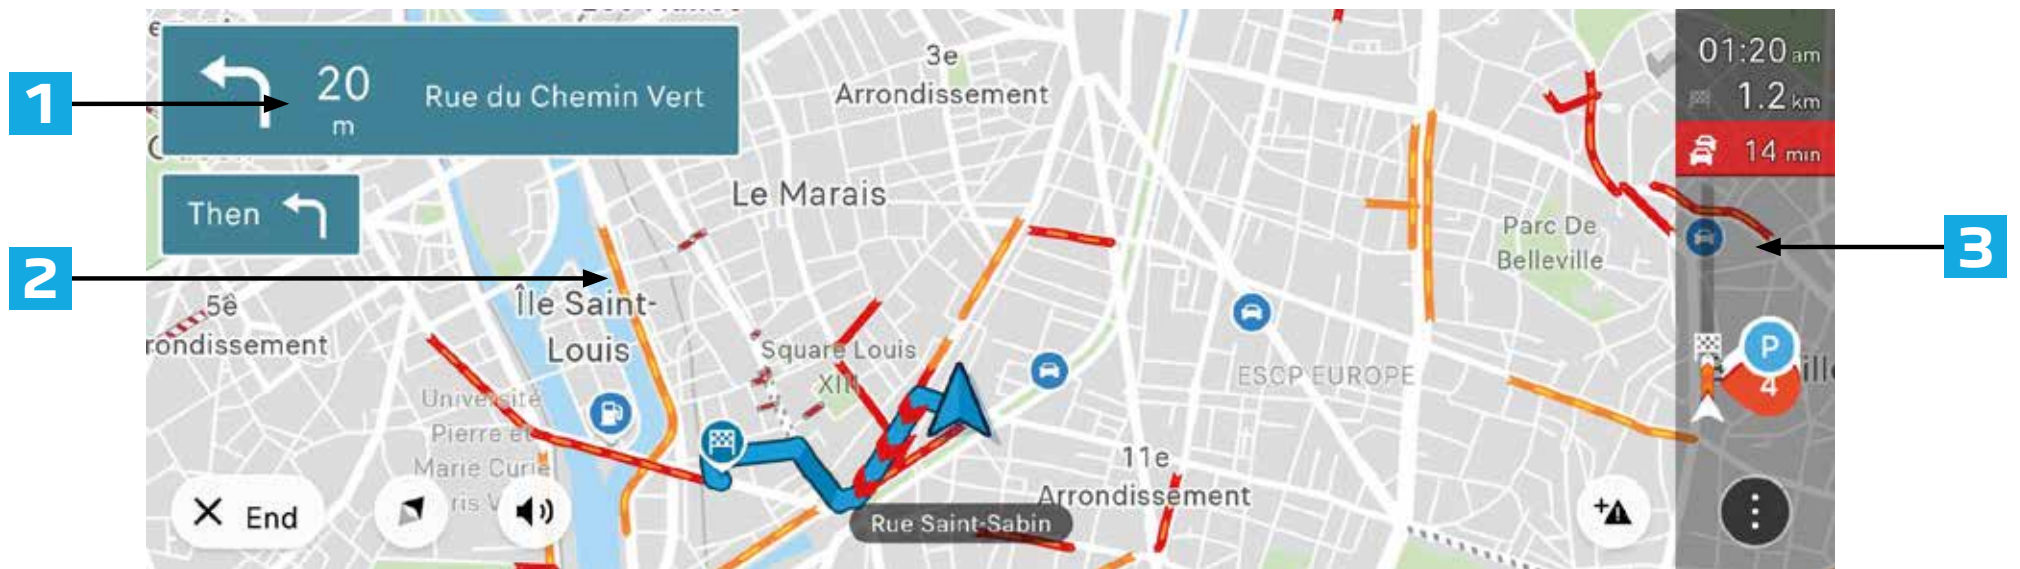 1
20
m
Rue du Chemin Vert
Then
2
3
3e
Arrondissement
Le Marais
Île Saint-
Louis
5e
rondissement
Square Louis
XIII
Université
Pierre et
Marie Curie
ESCP EUROPE
Parc De
Belleville
11e
Arrondissement
Rue Saint-Sabin
End
01:20 am
1.2 km
14 min
P
4